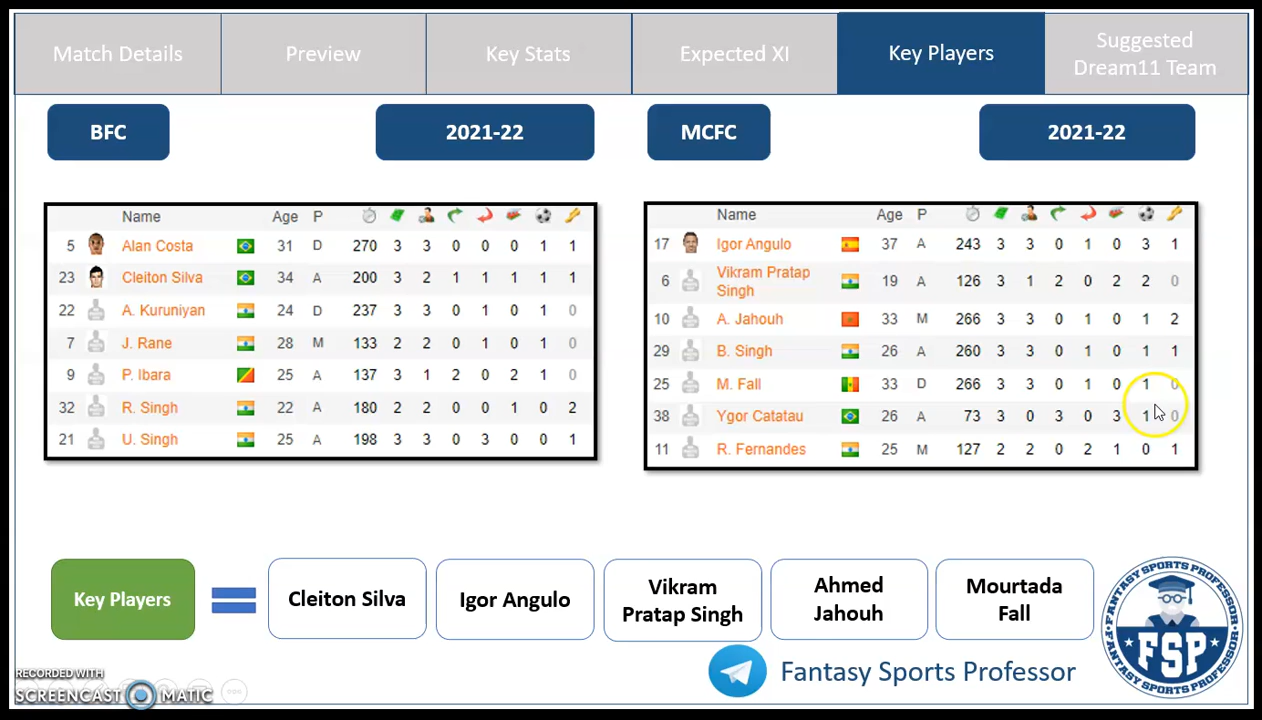 Match Details
Preview
Key Stats
Expected XI
Key Players
Suggested
Dream11 Team
BFC
2021-22
MCFC
2021-22
Name Age P
5 Alan Costa 31 D 270 3 3 0 0 0 1 1
23 Cleiton Silva 34 A 200 3 2 1 1 1 1 1
22 A. Kuruniyan 24 D 237 3 3 0 1 0 1 0
7 J. Rane 28 M 133 2 2 0 1 0 1 0
9 P. Ibara 25 A 137 3 1 2 0 2 1 0
32 R. Singh 22 A 180 2 2 0 0 1 0 2
21 U. Singh 25 A 198 3 3 0 3 0 0 1
Name Age P
17 Igor Angulo 37 A 243 3 3 0 1 0 3 1
6 Vikram Pratap
Singh 19 A 126 3 1 2 0 2 2 0
10 A. Jahouh 33 M 266 3 3 0 1 0 1 2
29 B. Singh 26 A 260 3 3 0 1 0 1 1
25 M. Fall 33 D 266 3 3 0 1 0 1 0
38 Ygor Catatau 26 A 73 3 0 3 0 3 1 0
11 R. Fernandes 25 M 127 2 2 0 2 1 0 1
Key Players
Cleiton Silva
Igor Angulo
Vikram
Pratap Singh
Ahmed
Jahouh
Mourtada
Fall
Fantasy Sports Professor
FANTASY SPORTS PROFESSOR
FSP
FANTASY SPORTS PROFESSOR
RECORDED WITH
SCREENCAST MATIC